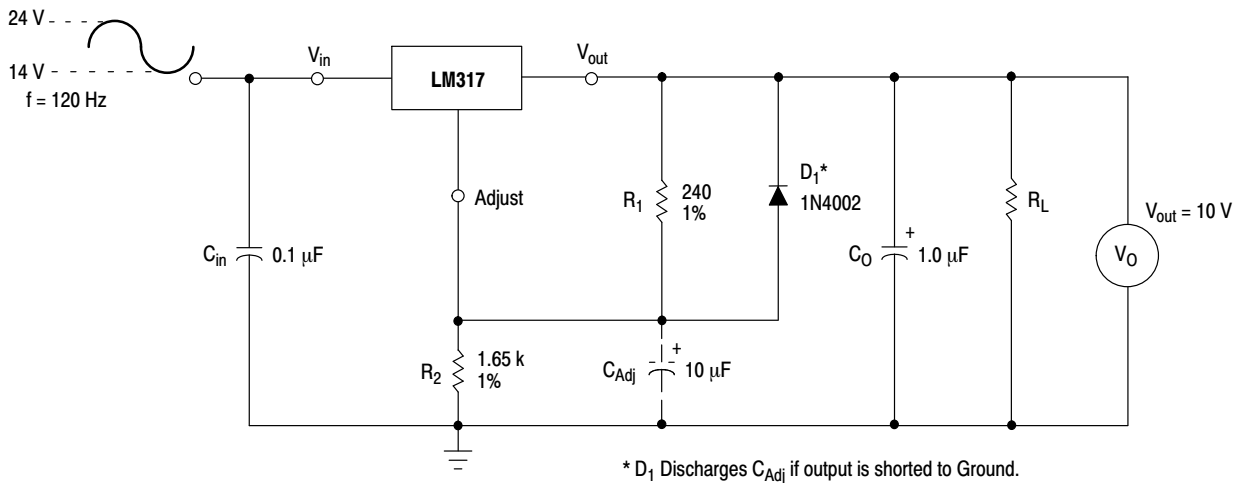 24 V
14 V
f = 120 Hz
Vin
LM317
Vout
Adjust
Cin
0.1 μF
R1
240
1%
D1*
1N4002
CO
+
1.0 μF
RL
Vout = 10 V
VO
R2
1.65 k
1%
CAdj
+
10 μF
* D1 Discharges CAdj if output is shorted to Ground.